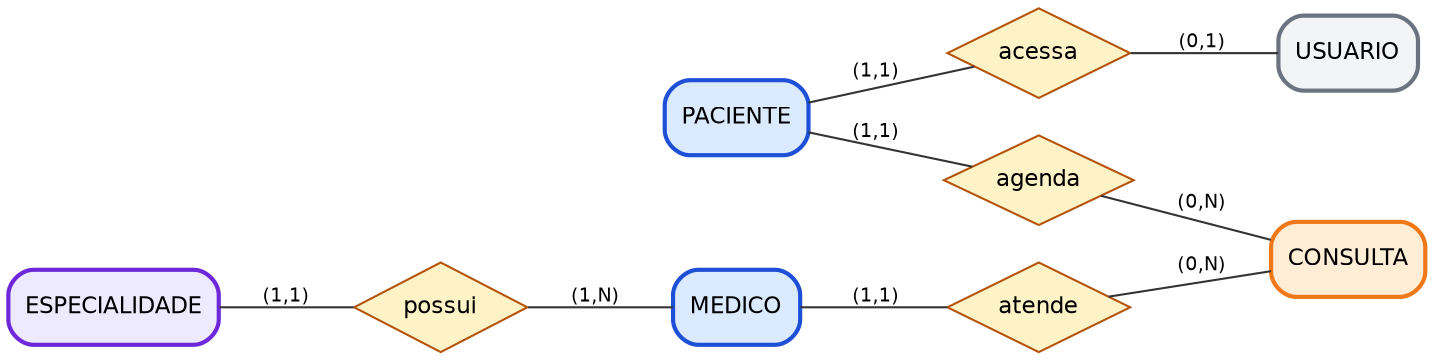 acessa
(0,1)
USUARIO
(1,1)
PACIENTE
(1,1)
agenda
(0,N)
CONSULTA
(0,N)
ESPECIALIDADE
(1,1)
possui
(1,N)
MEDICO
(1,1)
atende